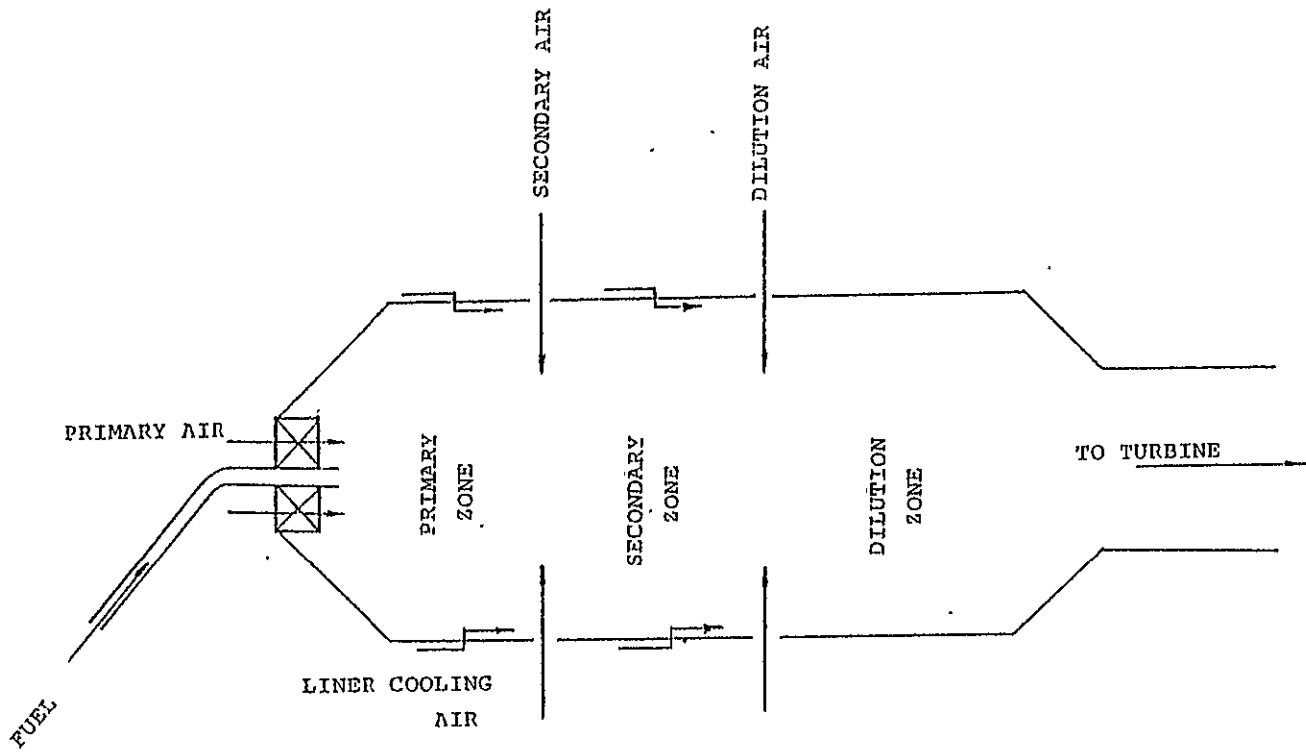 SECONDARY AIR
DILUTION AIR
PRIMARY AIR
PRIMARY
ZONE
SECONDARY
ZONE
DILUTION
ZONE
TO TURBINE
LINER COOLING
AIR
FUEL